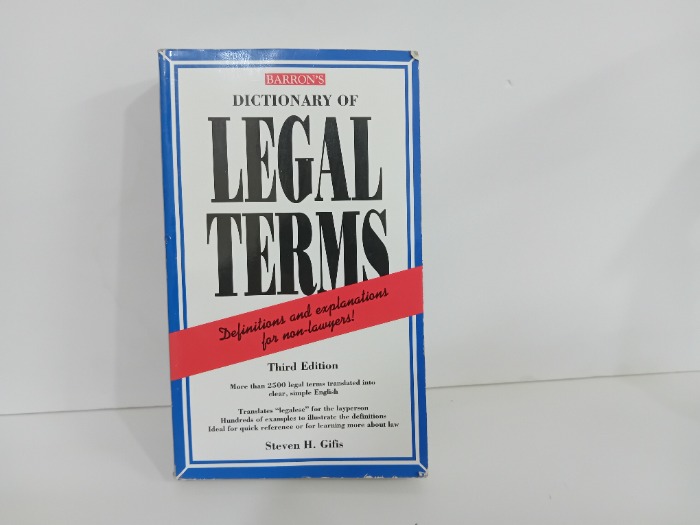 BARRON'S
DICTIONARY OF
LEGAL
TERMS
Definitions and explanations
for non-lawyers!
Third Edition
More than 2500 legal terms translated into
clear, simple English
Translates "legalese" for the layperson
Hundreds of examples to illustrate the definitions
Ideal for quick reference or for learning more about law
Steven H. Gifis